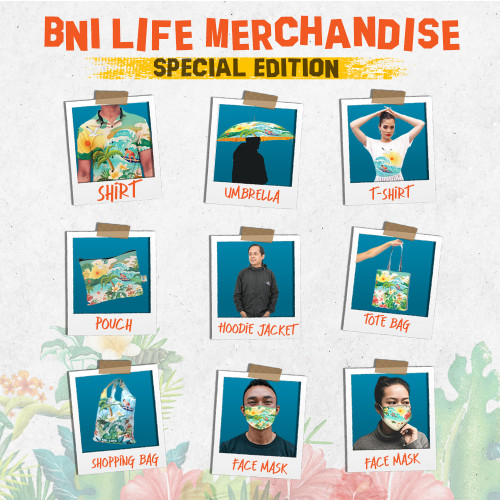 BNI LIFE MERCHANDISE
SPECIAL EDITION
SHIRT
UMBRELLA
T-SHIRT
POUCH
HOODIE JACKET
TOTE BAG
SHOPPING BAG
FACE MASK
FACE MASK